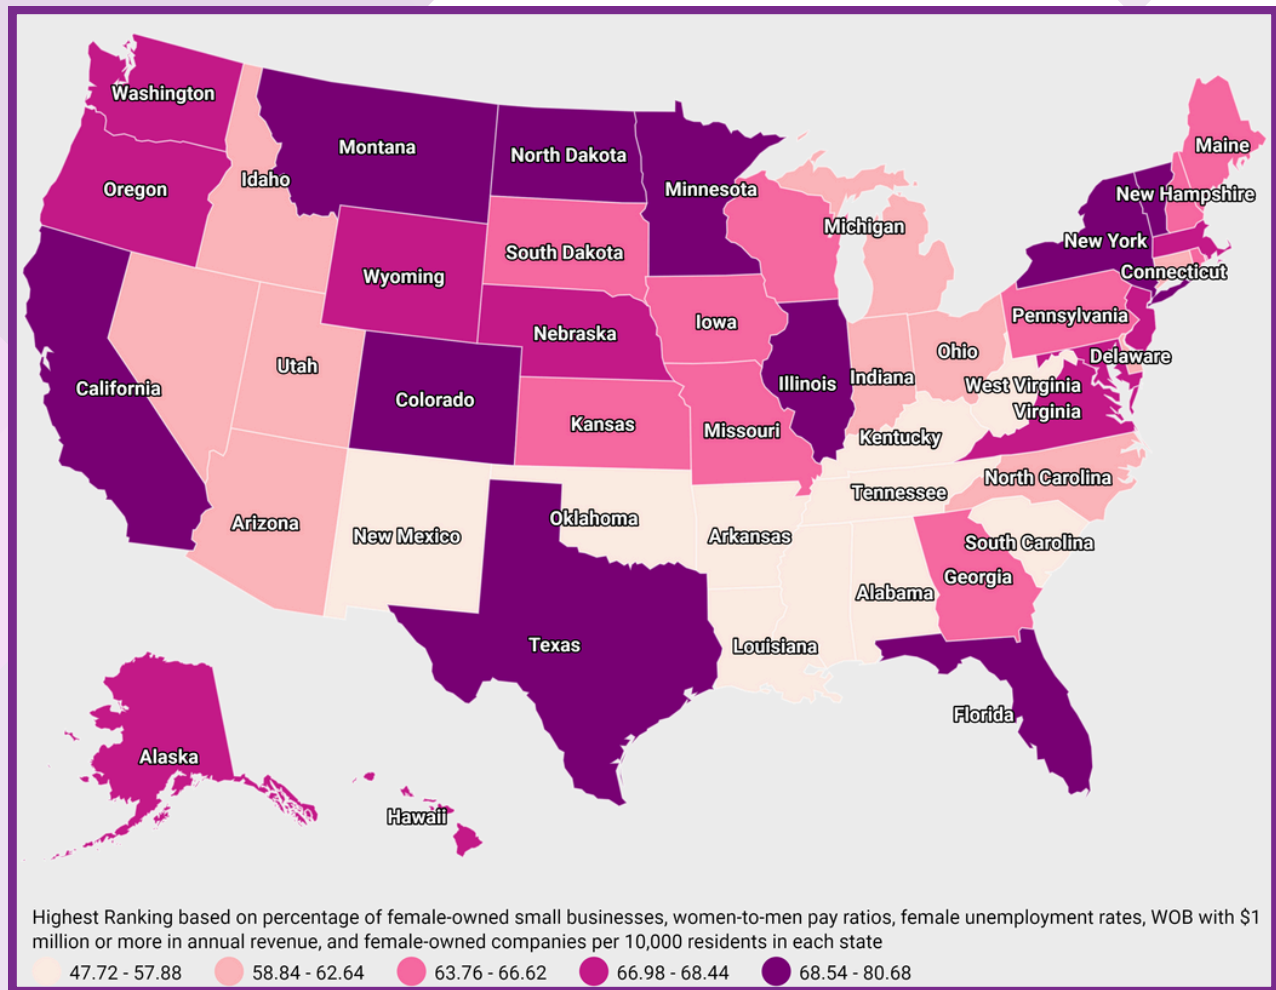 Washington
Montana
North Dakota
Minnesota
Maine
Oregon
Idaho
New Hampshire
Michigan
New York
South Dakota
Wyoming
Connecticut
Iowa
Pennsylvania
Nebraska
Ohio
Delaware
Utah
Indiana
Illinois
West Virginia
California
Colorado
Virginia
Kansas
Missouri
Kentucky
North Carolina
Tennessee
Oklahoma
Arizona
New Mexico
Arkansas
South Carolina
Georgia
Alabama
Texas
Louisiana
Florida
Alaska
Hawaii
Highest Ranking based on percentage of female-owned small businesses, women-to-men pay ratios, female unemployment rates, WOB with $1
million or more in annual revenue, and female-owned companies per 10,000 residents in each state
47.72 - 57.88 58.84 - 62.64 63.76 - 66.62 66.98 - 68.44 68.54 - 80.68